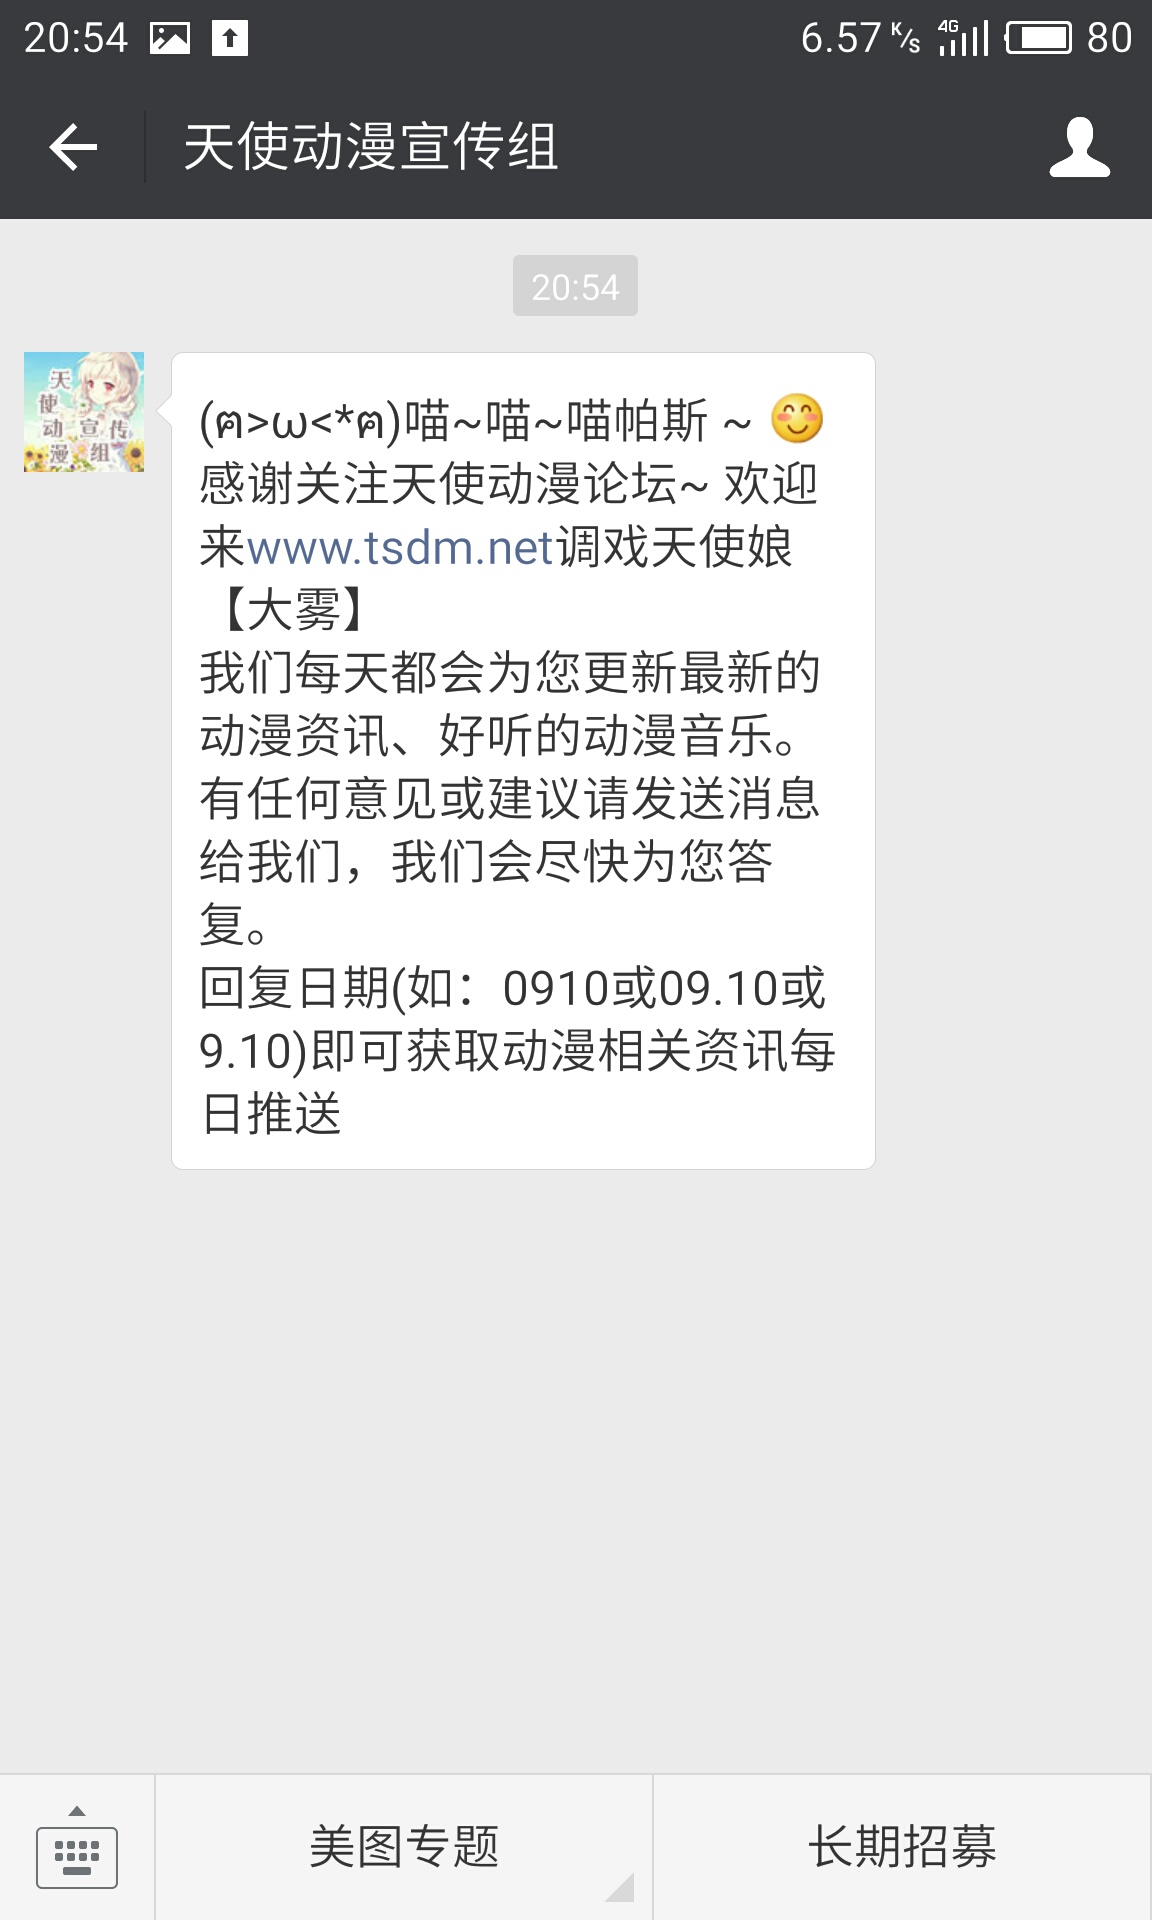 20:54
6.57 K/s 4G 80
天使动漫宣传组
20:54
天使动漫宣传组
(ฅ>ω<*ฅ)喵~喵~喵帕斯 ~ 😊
感谢关注天使动漫论坛~ 欢迎
来www.tsdm.net调戏天使娘
【大雾】
我们每天都会为您更新最新的
动漫资讯、好听的动漫音乐。
有任何意见或建议请发送消息
给我们，我们会尽快为您答
复。
回复日期(如：0910或09.10或
9.10)即可获取动漫相关资讯每
日推送
美图专题
长期招募